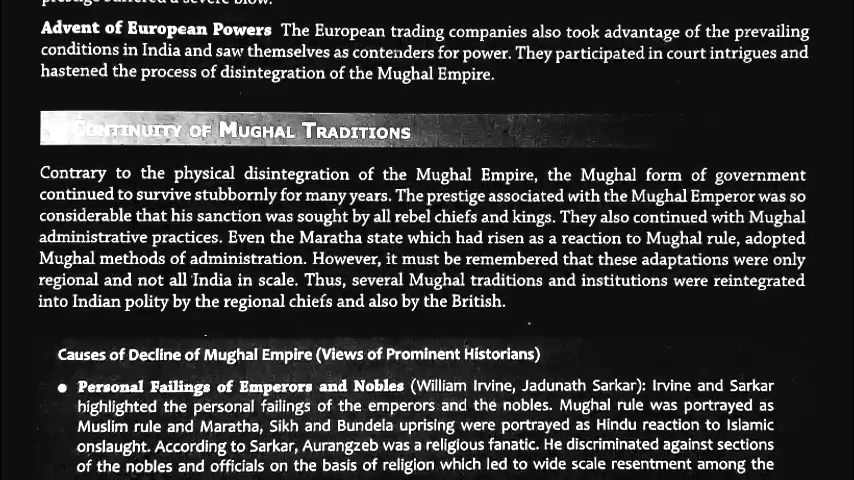 Advent of European Powers The European trading companies also took advantage of the prevailing
conditions in India and saw themselves as contenders for power. They participated in court intrigues and
hastened the process of disintegration of the Mughal Empire.
CONTINUITY OF MUGHAL TRADITIONS
Contrary to the physical disintegration of the Mughal Empire, the Mughal form of government
continued to survive stubbornly for many years. The prestige associated with the Mughal Emperor was so
considerable that his sanction was sought by all rebel chiefs and kings. They also continued with Mughal
administrative practices. Even the Maratha state which had risen as a reaction to Mughal rule, adopted
Mughal methods of administration. However, it must be remembered that these adaptations were only
regional and not all India in scale. Thus, several Mughal traditions and institutions were reintegrated
into Indian polity by the regional chiefs and also by the British.
Causes of Decline of Mughal Empire (Views of Prominent Historians)
• Personal Failings of Emperors and Nobles (William Irvine, Jadunath Sarkar): Irvine and Sarkar
highlighted the personal failings of the emperors and the nobles. Mughal rule was portrayed as
Muslim rule and Maratha, Sikh and Bundela uprising were portrayed as Hindu reaction to Islamic
onslaught. According to Sarkar, Aurangzeb was a religious fanatic. He discriminated against sections
of the nobles and officials on the basis of religion which led to wide scale resentment among the